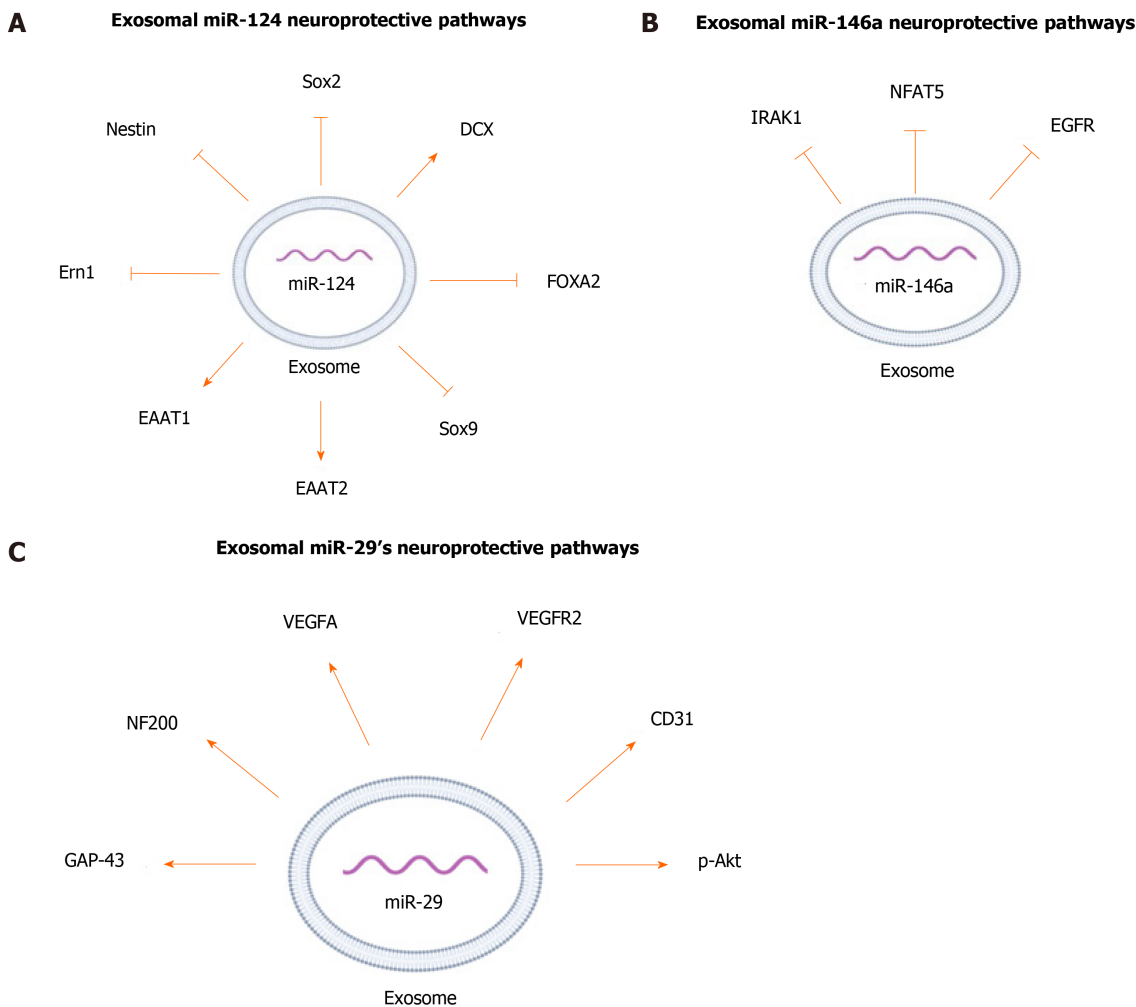 A
Exosomal miR-124 neuroprotective pathways
Sox2
Nestin
DCX
Ern1
miR-124
FOXA2
Exosome
EAAT1
Sox9
EAAT2
B
Exosomal miR-146a neuroprotective pathways
NFAT5
IRAK1
EGFR
miR-146a
Exosome
C
Exosomal miR-29’s neuroprotective pathways
VEGFA
VEGFR2
NF200
CD31
GAP-43
p-Akt
miR-29
Exosome